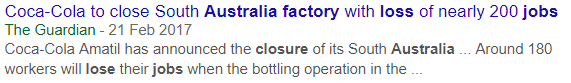 Coca-Cola to close South Australia factory with loss of nearly 200 jobs
The Guardian - 21 Feb 2017
Coca-Cola Amatil has announced the closure of its South Australia ... Around 180
workers will lose their jobs when the bottling operation in the ...